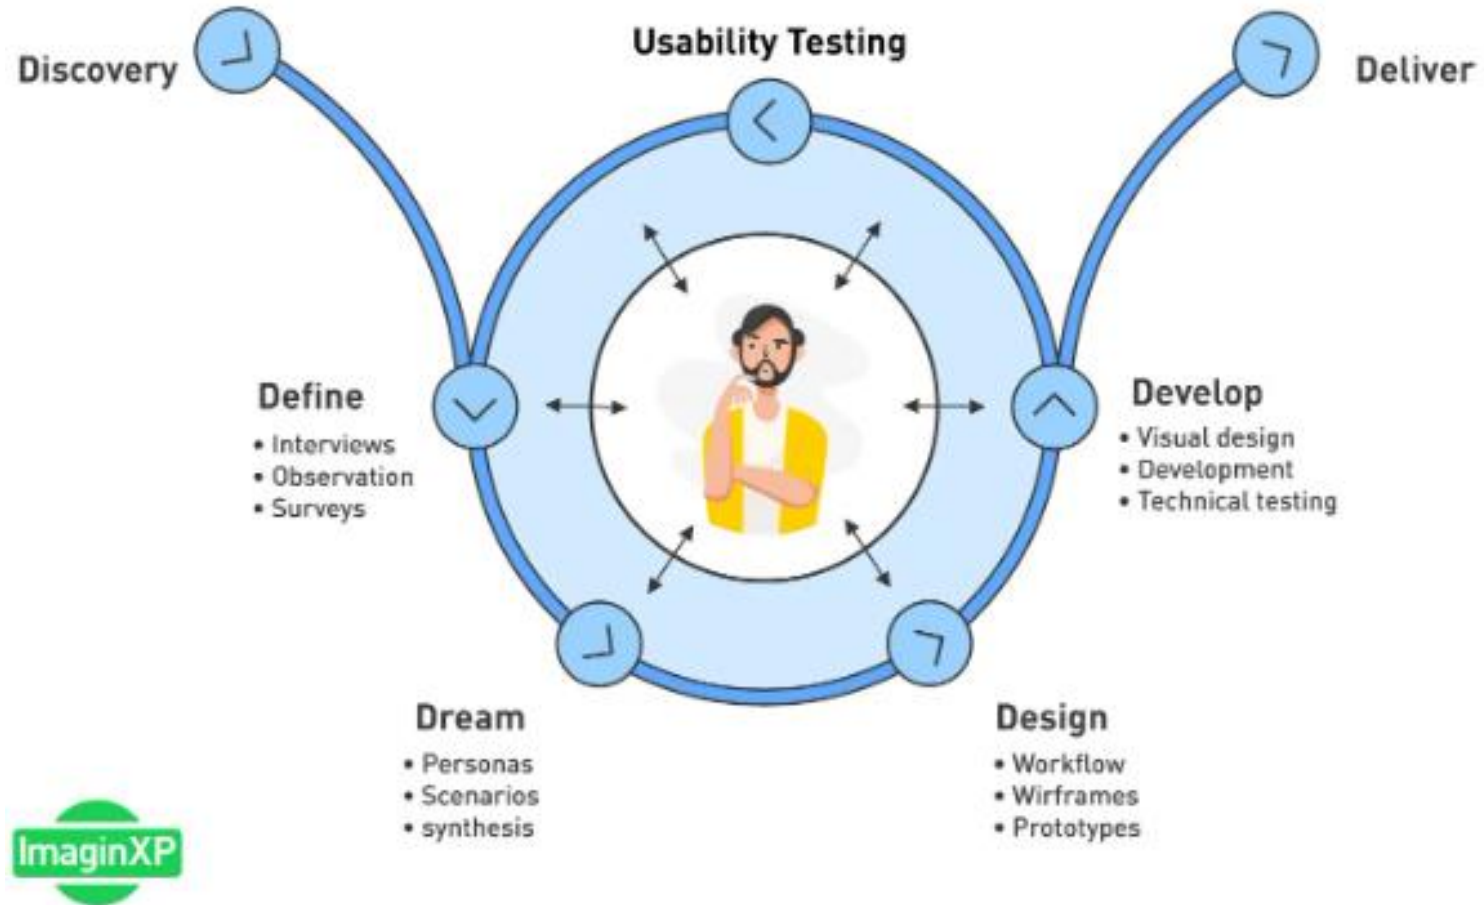 Usability Testing
Discovery
Deliver
Define
• Interviews
• Observation
• Surveys
Develop
• Visual design
• Development
• Technical testing
Dream
• Personas
• Scenarios
• synthesis
Design
• Workflow
• Wirframes
• Prototypes
ImaginXP